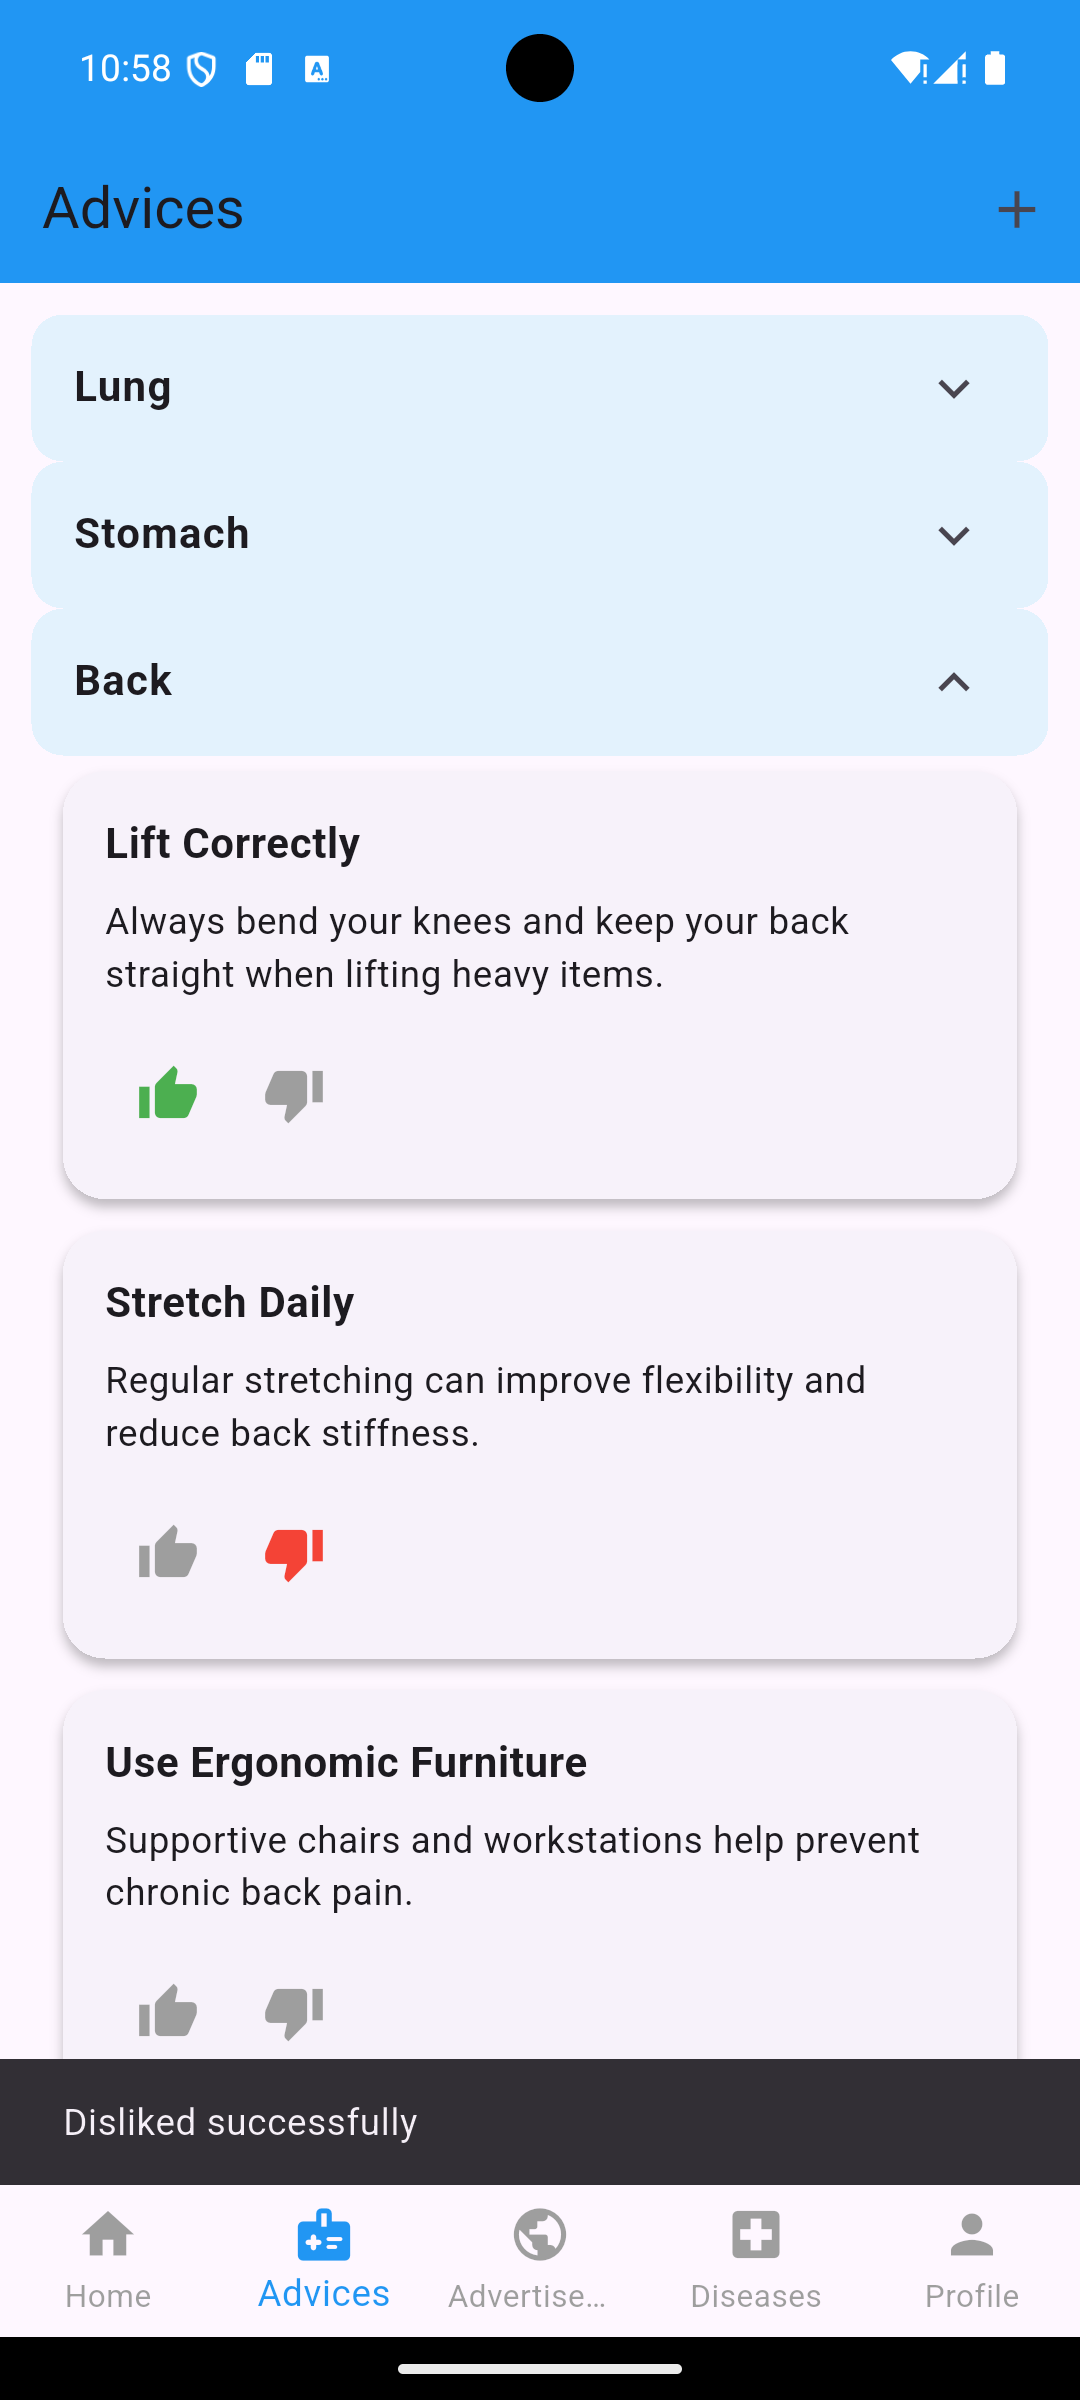 10:58
Advices
Lung
Stomach
Back
Lift Correctly
Always bend your knees and keep your back
straight when lifting heavy items.
Stretch Daily
Regular stretching can improve flexibility and
reduce back stiffness.
Use Ergonomic Furniture
Supportive chairs and workstations help prevent
chronic back pain.
Disliked successfully
Home
Advices
Advertise...
Diseases
Profile